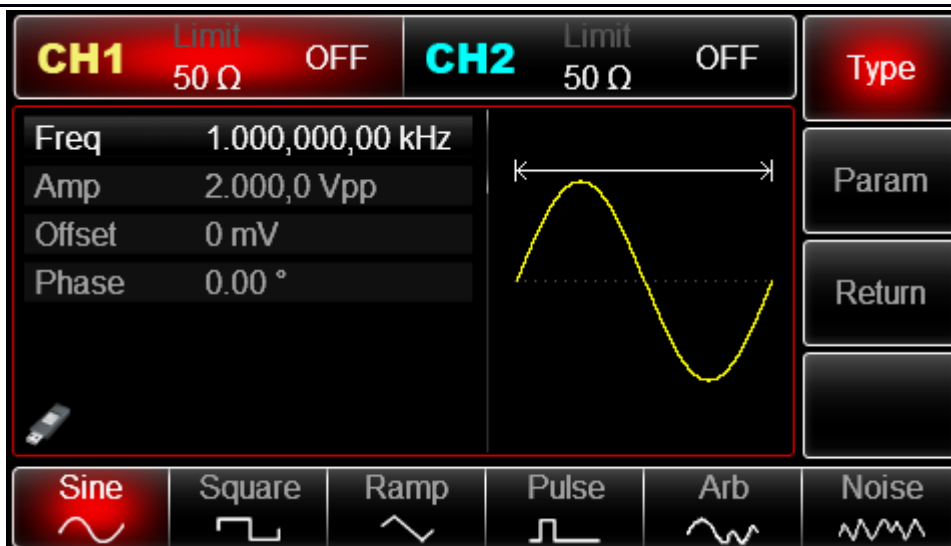 CH1 Limit 50 Ω OFF
CH2 Limit 50 Ω OFF
Type
Freq 1.000,000,00 kHz
Amp 2.000,0 Vpp
Offset 0 mV
Phase 0.00 °
Param
Return
Sine Square Ramp Pulse Arb Noise